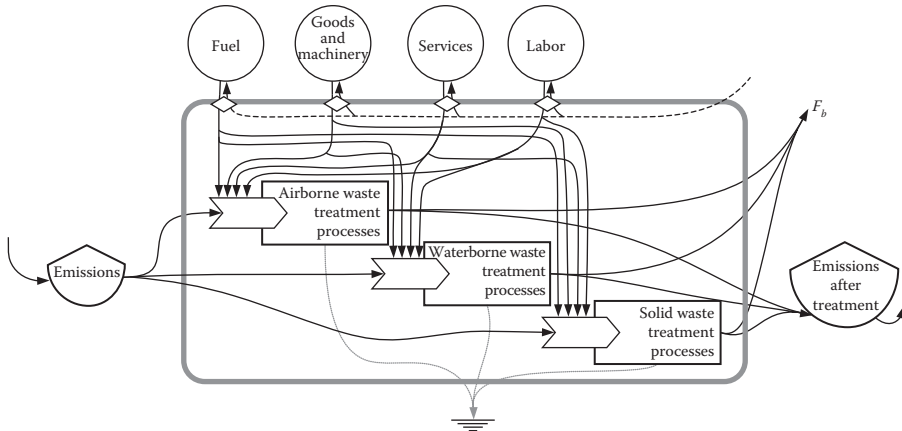 Fuel
Goods
and
machinery
Services
Labor
F_b
Airborne waste
treatment
processes
Waterborne waste
treatment
processes
Emissions
Emissions
after
treatment
Solid waste
treatment
processes